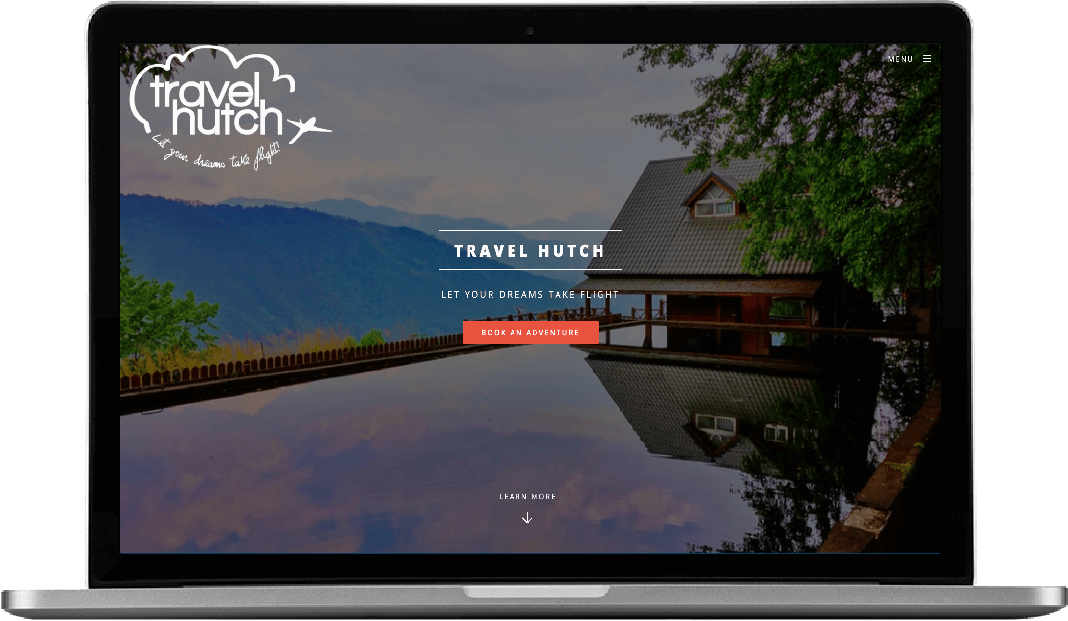 travel
hutch
Let your dreams take flight!
MENU
TRAVEL HUTCH
LET YOUR DREAMS TAKE FLIGHT
BOOK AN ADVENTURE
LEARN MORE